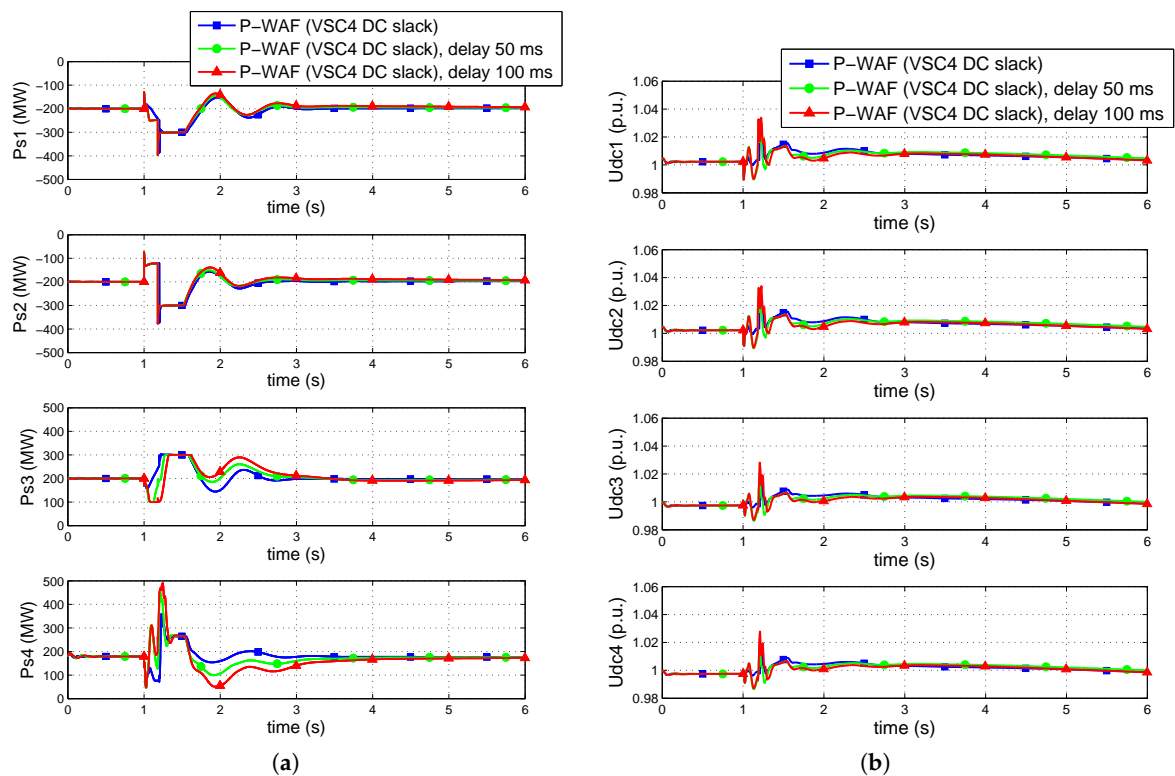 P−WAF (VSC4 DC slack)
P−WAF (VSC4 DC slack), delay 50 ms
P−WAF (VSC4 DC slack), delay 100 ms
Ps1 (MW)
0
−100
−200
−300
−400
−500
0 1 2 3 4 5 6
time (s)
Ps2 (MW)
0
−100
−200
−300
−400
−500
0 1 2 3 4 5 6
time (s)
Ps3 (MW)
500
400
300
200
100
0
0 1 2 3 4 5 6
time (s)
Ps4 (MW)
500
400
300
200
100
0
0 1 2 3 4 5 6
time (s)
(a)
P−WAF (VSC4 DC slack)
P−WAF (VSC4 DC slack), delay 50 ms
P−WAF (VSC4 DC slack), delay 100 ms
Udc1 (p.u.)
1.06
1.04
1.02
1
0.98
0 1 2 3 4 5 6
time (s)
Udc2 (p.u.)
1.06
1.04
1.02
1
0.98
0 1 2 3 4 5 6
time (s)
Udc3 (p.u.)
1.06
1.04
1.02
1
0.98
0 1 2 3 4 5 6
time (s)
Udc4 (p.u.)
1.06
1.04
1.02
1
0.98
0 1 2 3 4 5 6
time (s)
(b)